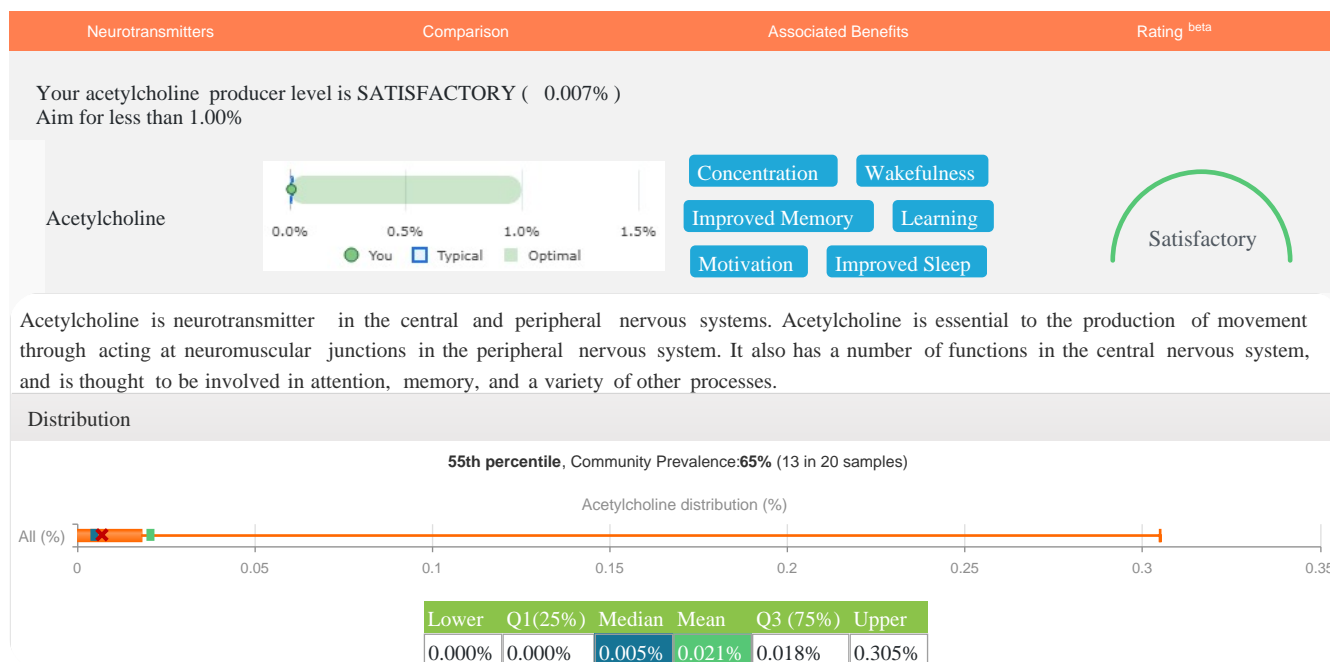 Neurotransmitters Comparison Associated Benefits Rating beta
Your acetylcholine producer level is SATISFACTORY ( 0.007% )
Aim for less than 1.00%
Acetylcholine
0.0% 0.5% 1.0% 1.5%
You Typical Optimal
Concentration Wakefulness
Improved Memory Learning
Motivation Improved Sleep
Satisfactory
Acetylcholine is neurotransmitter in the central and peripheral nervous systems. Acetylcholine is essential to the production of movement
through acting at neuromuscular junctions in the peripheral nervous system. It also has a number of functions in the central nervous system,
and is thought to be involved in attention, memory, and a variety of other processes.
Distribution
55th percentile, Community Prevalence:65% (13 in 20 samples)
Acetylcholine distribution (%)
All (%)
0 0.05 0.1 0.15 0.2 0.25 0.3 0.35
Lower Q1(25%) Median Mean Q3 (75%) Upper
0.000% 0.000% 0.005% 0.021% 0.018% 0.305%